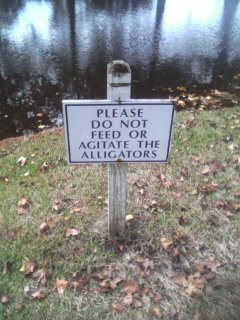 PLEASE
DO NOT
FEED OR
AGITATE THE
ALLIGATORS